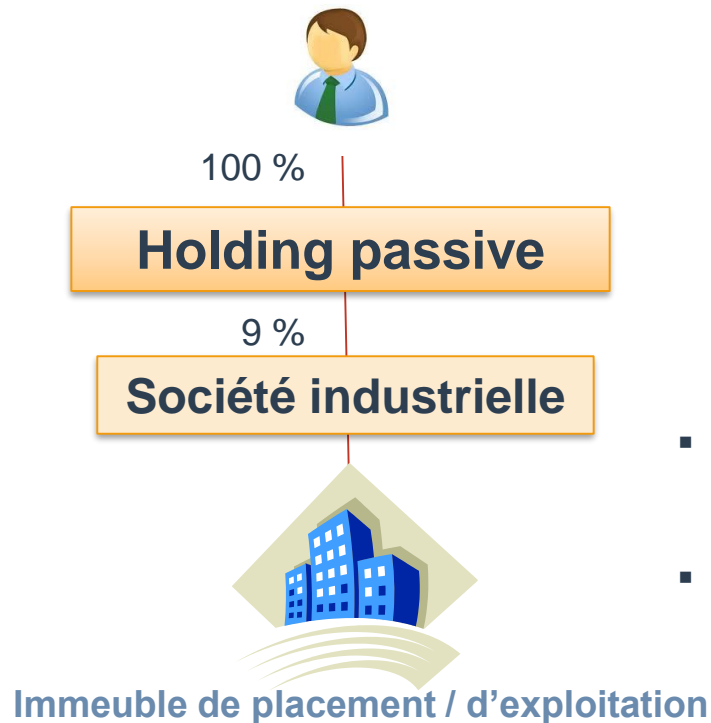 100 %
Holding passive
9 %
Société industrielle
Immeuble de placement / d’exploitation